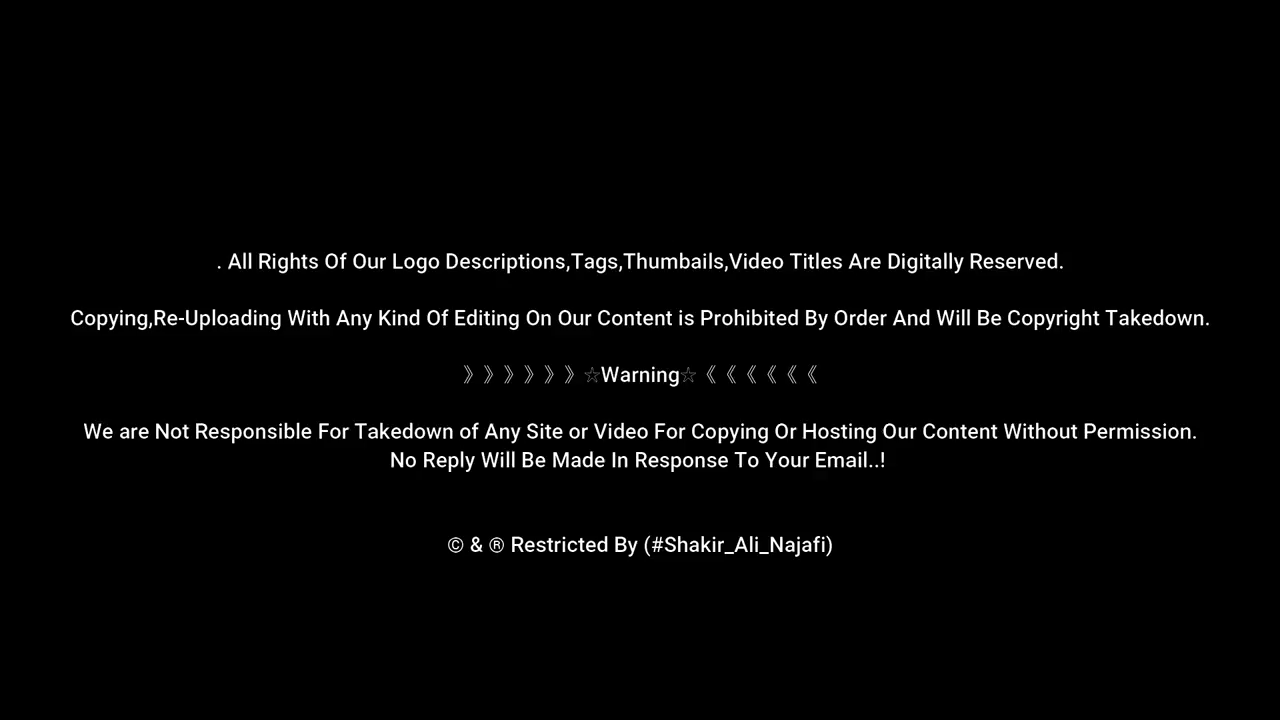 . All Rights Of Our Logo Descriptions,Tags,Thumbails,Video Titles Are Digitally Reserved.
Copying,Re-Uploading With Any Kind Of Editing On Our Content is Prohibited By Order And Will Be Copyright Takedown.
》》》》》》☆Warning☆《《《《《《
We are Not Responsible For Takedown of Any Site or Video For Copying Or Hosting Our Content Without Permission.
No Reply Will Be Made In Response To Your Email..!
© & ® Restricted By (#Shakir_Ali_Najafi)